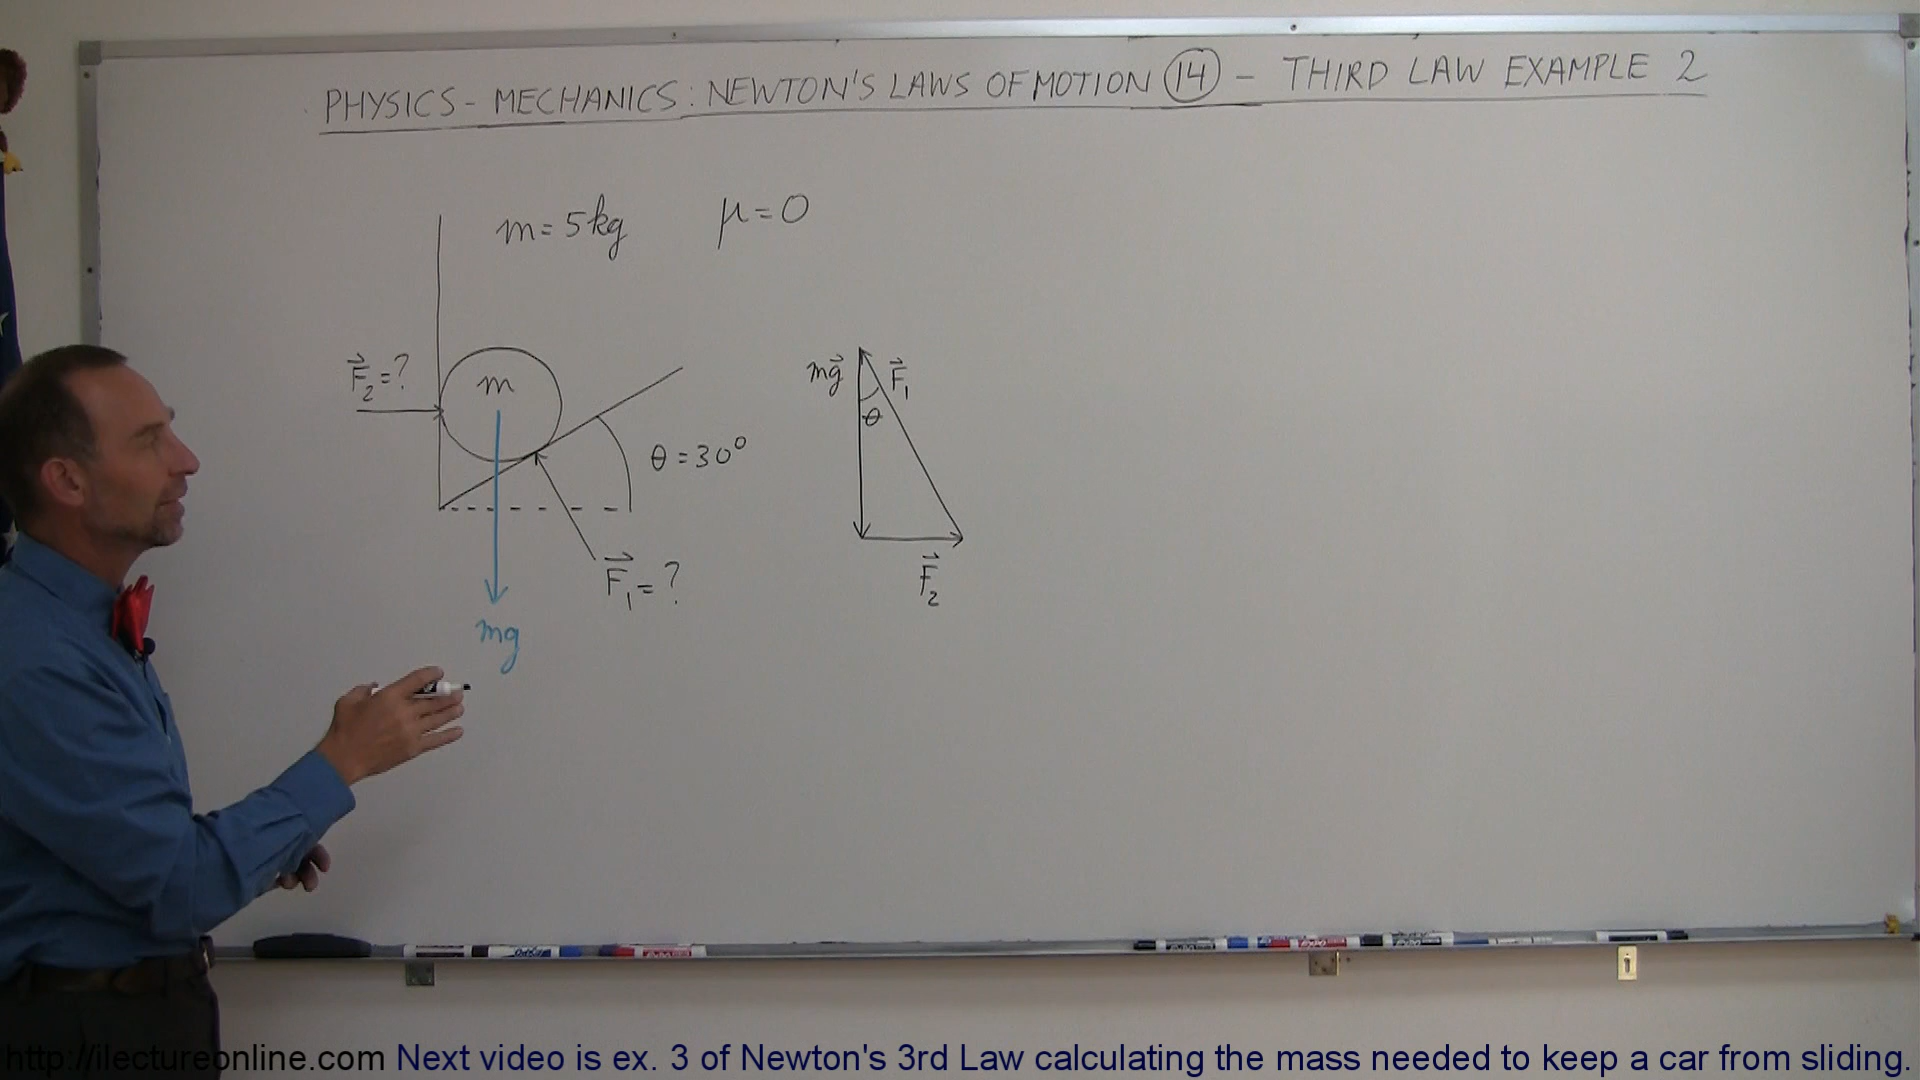 PHYSICS - MECHANICS: NEWTON'S LAWS OF MOTION 14 - THIRD LAW EXAMPLE 2
m = 5 kg μ = 0
F₂ = ?
m
mg F₁
θ
θ = 30°
F₁ = ?
F₂
mg
http://ilectureonline.com Next video is ex. 3 of Newton's 3rd Law calculating the mass needed to keep a car from sliding.